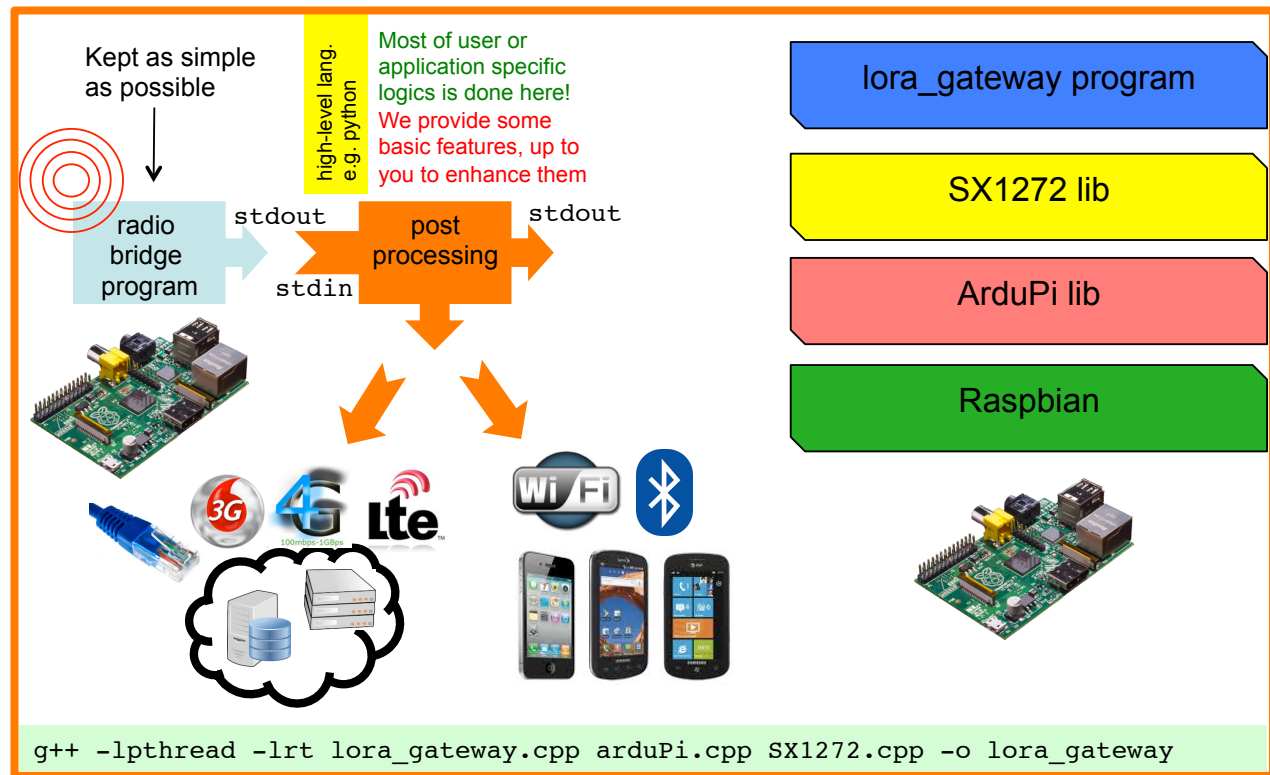 Kept as simple
as possible
high-level lang.
e.g. python
Most of user or
application specific
logics is done here!
We provide some
basic features, up to
you to enhance them
radio
bridge
program
stdout
stdin
post
processing
stdout
3G
4G
100mbps-1GBps
Lte
TM
Wi Fi
lora_gateway program
SX1272 lib
ArduPi lib
Raspbian
g++ -lpthread -lrt lora_gateway.cpp arduPi.cpp SX1272.cpp -o lora_gateway